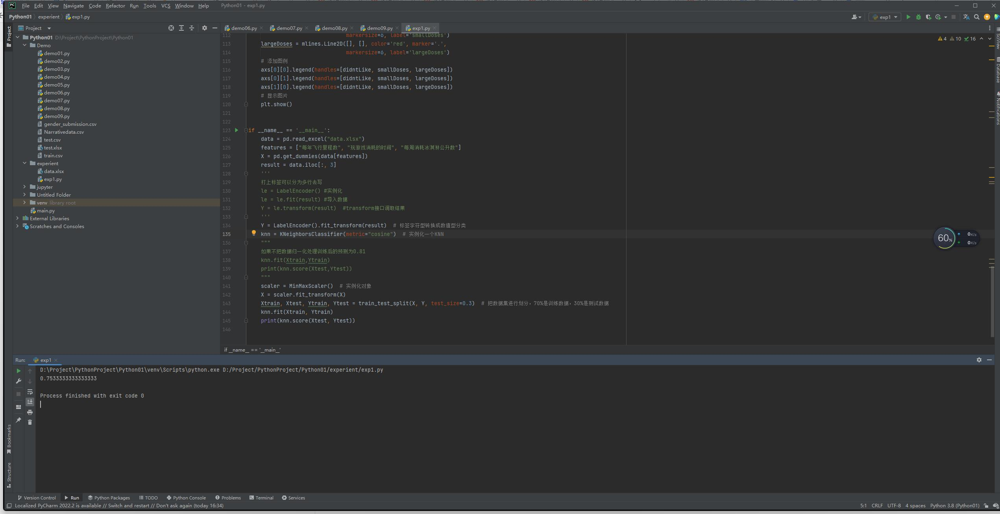 File Edit View Navigate Code Refactor Run Tools VCS Window Help Python01 - exp1.py
Python01 experient exp1.py
exp1
Project
demo06.py demo07.py demo08.py demo09.py exp1.py
Python01 D:\Project\PythonProject\Python01
Demo
demo01.py
demo02.py
demo03.py
demo04.py
demo05.py
demo06.py
demo07.py
demo08.py
demo09.py
gender_submission.csv
Narrativedata.csv
test.csv
test.xlsx
train.csv
experient
data.xlsx
exp1.py
jupyter
Untitled Folder
venv library root
main.py
External Libraries
Scratches and Consoles
Project
Bookmarks
Structure
4 10 16
112 markersize=6, label='smallDoses')
113 largeDoses = mlines.Line2D([], [], color='red', marker='.',
114 markersize=6, label='largeDoses')
115 # 添加图例
116 axs[0][0].legend(handles=[didntLike, smallDoses, largeDoses])
117 axs[0][1].legend(handles=[didntLike, smallDoses, largeDoses])
118 axs[1][0].legend(handles=[didntLike, smallDoses, largeDoses])
119 # 显示图片
120 plt.show()
121
122
123 if __name__ == '__main__':
124 data = pd.read_excel("data.xlsx")
125 features = ["每年飞行里程数", "玩游戏消耗的时间", "每周消耗冰淇淋公升数"]
126 X = pd.get_dummies(data[features])
127 result = data.iloc[:, 3]
128 '''
129 打上标签可以分为多行去写
130 le = LabelEncoder() #实例化
131 le = le.fit(result) #导入数据
132 Y = le.transform(result)  #transform接口调取结果
133 '''
134 Y = LabelEncoder().fit_transform(result)  # 标签字符型转换成数值型分类
135 knn = KNeighborsClassifier(metric="cosine")  # 实例化一个KNN
136 """
137 如果不把数据归一化处理训练后的预测为0.81
138 knn.fit(Xtrain,Ytrain)
139 print(knn.score(Xtest,Ytest))
140 """
141 scaler = MinMaxScaler()  # 实例化对象
142 X = scaler.fit_transform(X)
143 Xtrain, Xtest, Ytrain, Ytest = train_test_split(X, Y, test_size=0.3)  # 把数据集进行划分，70%是训练数据，30%是测试数据
144 knn.fit(Xtrain, Ytrain)
145 print(knn.score(Xtest, Ytest))
146
if __name__ == '__main__'
SciView
Database
Notifications
60% 0K/s
0K/s
Run: exp1
D:\Project\PythonProject\Python01\venv\Scripts\python.exe D:/Project/PythonProject/Python01/experient/exp1.py
0.7533333333333333
Process finished with exit code 0
Version Control Run Python Packages TODO Python Console Problems Terminal Services
Localized PyCharm 2022.2 is available // Switch and restart // Don't ask again (today 16:34) 5:1 CRLF UTF-8 4 spaces Python 3.8 (Python01)